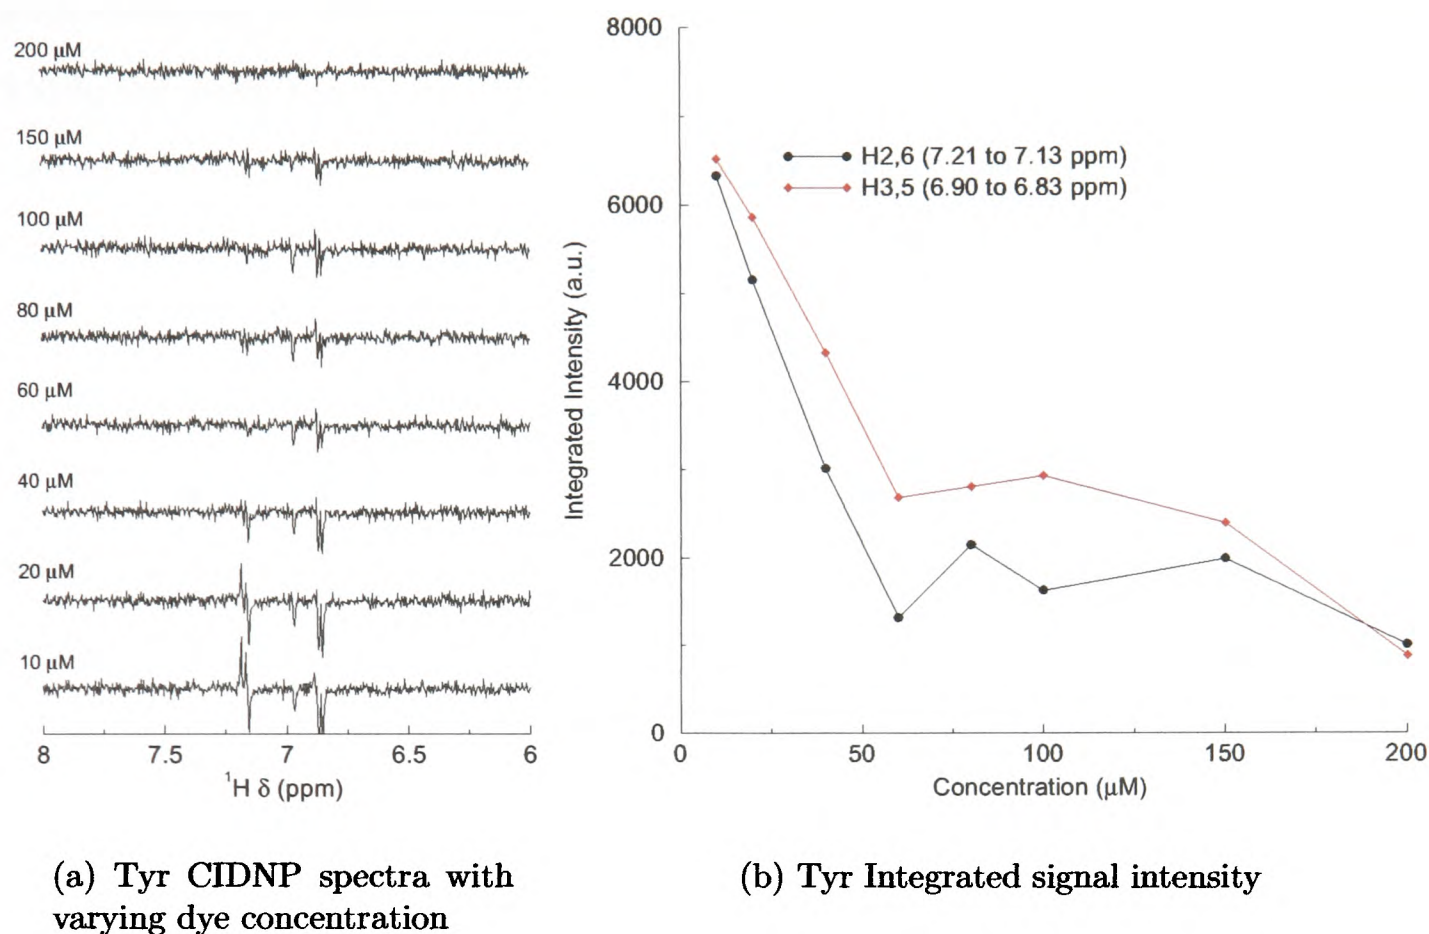 200 μM
150 μM
100 μM
80 μM
60 μM
40 μM
20 μM
10 μM
8 7.5 7 6.5 6
¹H δ (ppm)
8000
6000
4000
2000
0
Integrated Intensity (a.u.)
H2,6 (7.21 to 7.13 ppm)
H3,5 (6.90 to 6.83 ppm)
0 50 100 150 200
Concentration (μM)
(a) Tyr CIDNP spectra with
varying dye concentration
(b) Tyr Integrated signal intensity